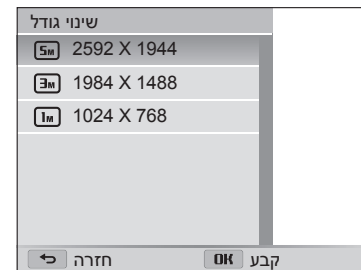 שינוי גודל
5M 2592 X 1944
3M 1984 X 1488
1M 1024 X 768
חזרה OK קבע